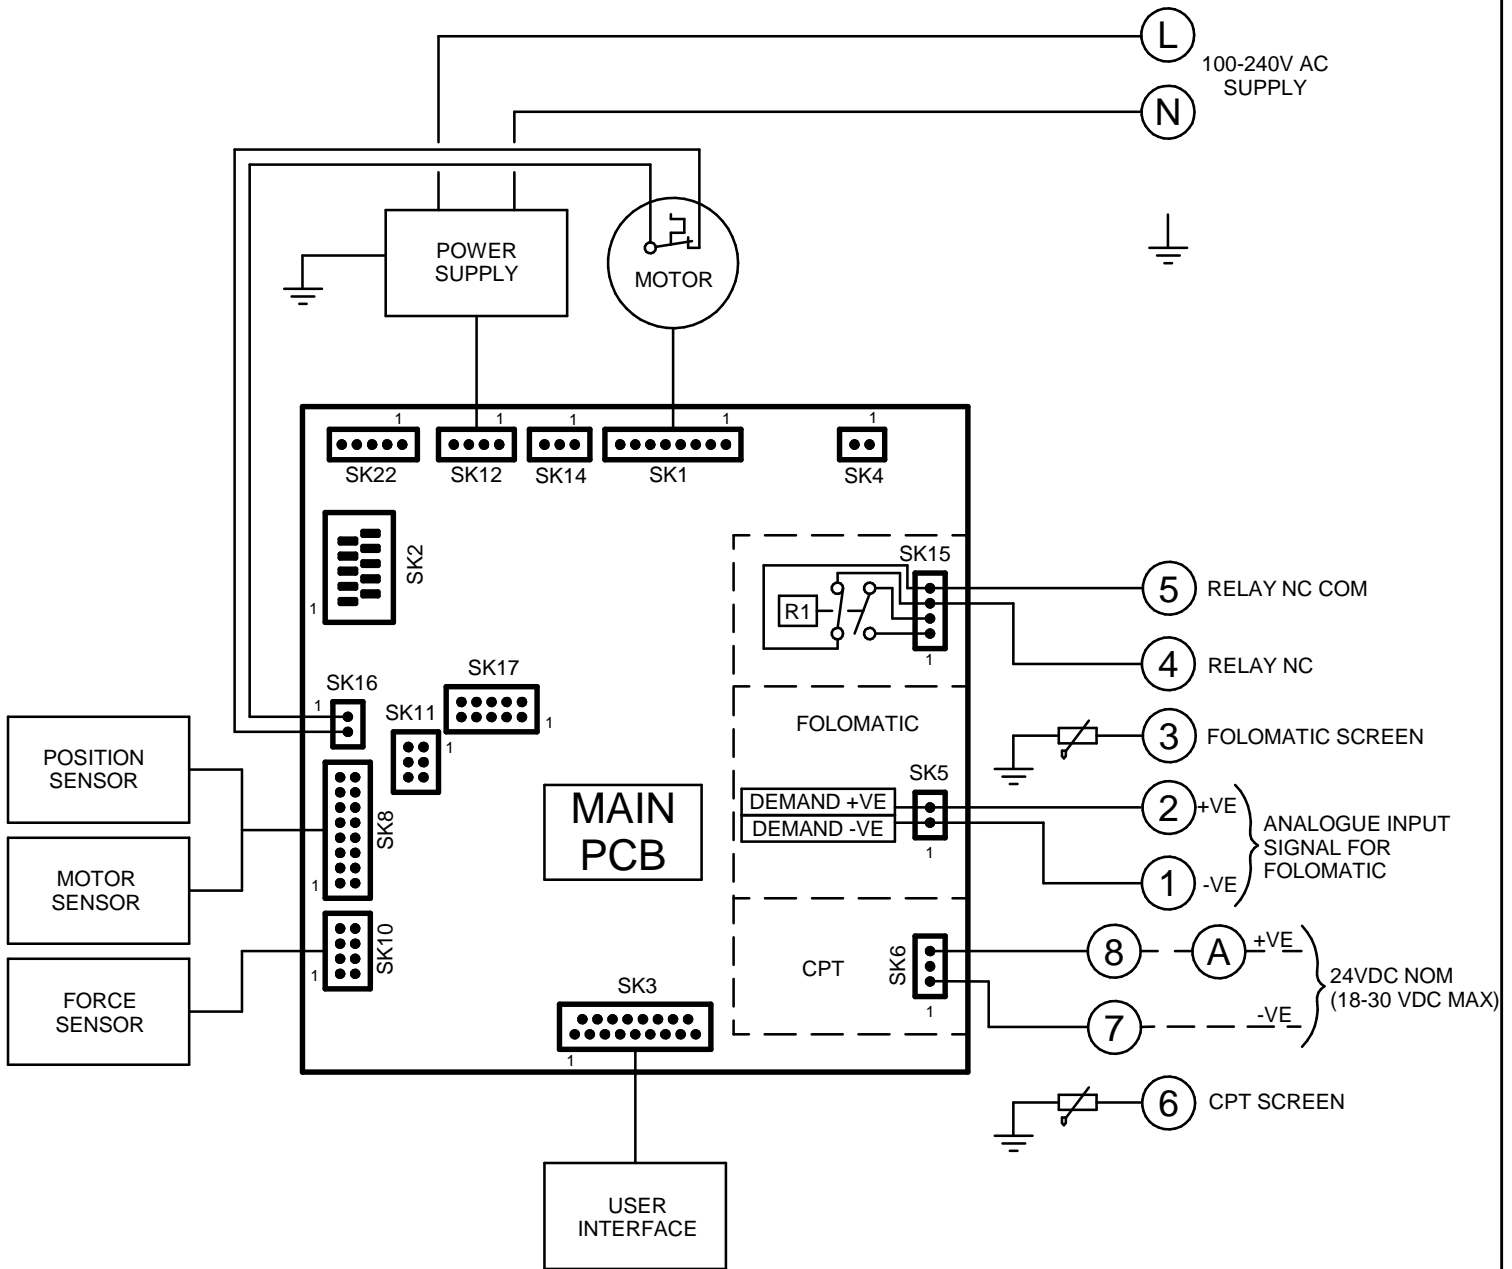 L
100-240V AC
SUPPLY
N
POWER
SUPPLY
MOTOR
1
1
1
1
1
SK22
SK12
SK14
SK1
SK4
SK2
1
SK15
R1
1
5
RELAY NC COM
4
RELAY NC
SK16
1
SK17
1
SK11
1
FOLOMATIC
3
FOLOMATIC SCREEN
POSITION
SENSOR
SK8
1
MAIN
PCB
SK5
DEMAND +VE
DEMAND -VE
1
2
+VE
1
-VE
ANALOGUE INPUT
SIGNAL FOR
FOLOMATIC
MOTOR
SENSOR
SK10
1
FORCE
SENSOR
CPT
SK6
1
8
A
+VE
7
-VE
24VDC NOM
(18-30 VDC MAX)
SK3
1
6
CPT SCREEN
USER
INTERFACE